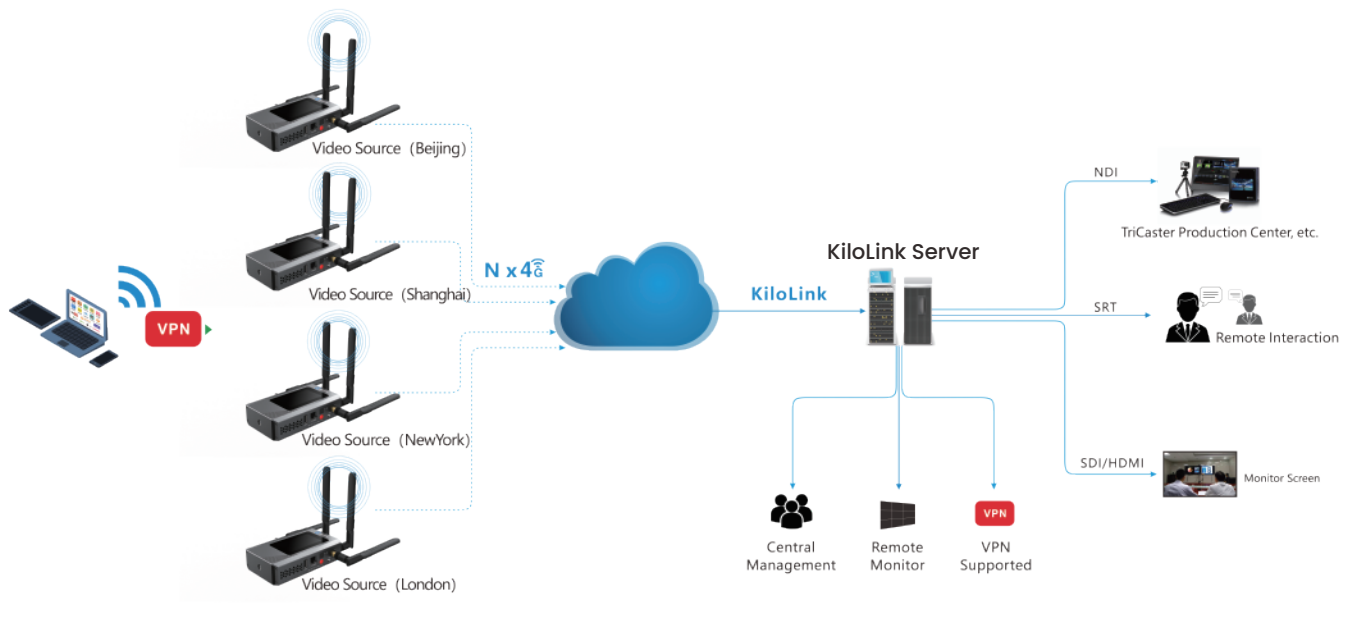 Video Source（Beijing）
Video Source（Shanghai）
VPN
Video Source（NewYork）
Video Source（London）
N x 4G
KiloLink
KiloLink Server
NDI
TriCaster Production Center, etc.
SRT
Remote Interaction
SDI/HDMI
Monitor Screen
Central
Management
Remote
Monitor
VPN
VPN
Supported